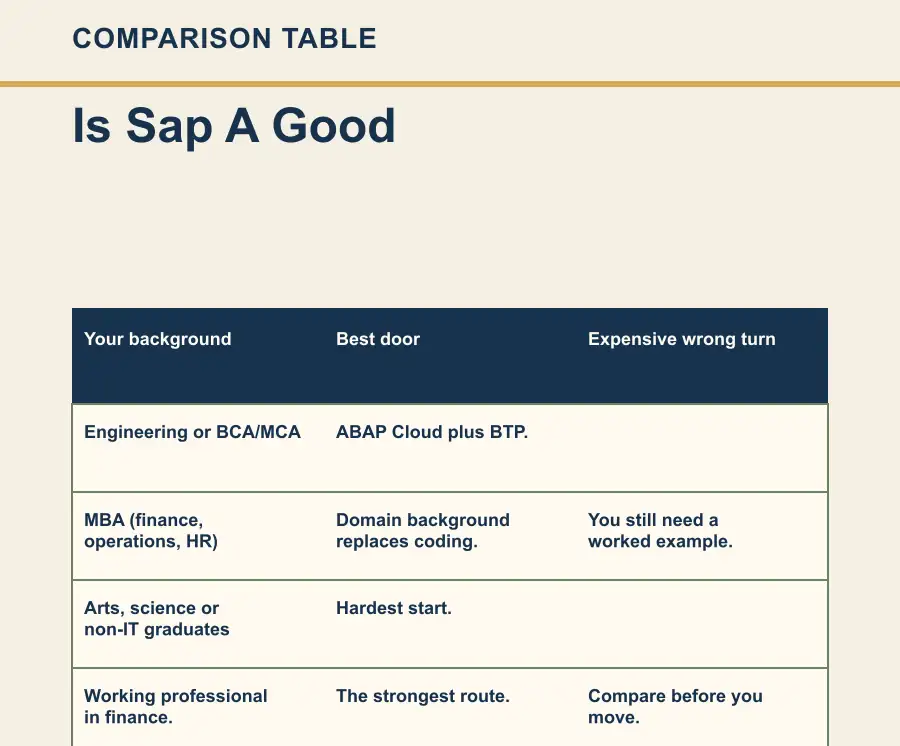 COMPARISON TABLE
Is Sap A Good
Your background
Best door
Expensive wrong turn
Engineering or BCA/MCA
ABAP Cloud plus BTP.
MBA (finance,
operations, HR)
Domain background
replaces coding.
You still need a
worked example.
Arts, science or
non-IT graduates
Hardest start.
Working professional
in finance.
The strongest route.
Compare before you
move.